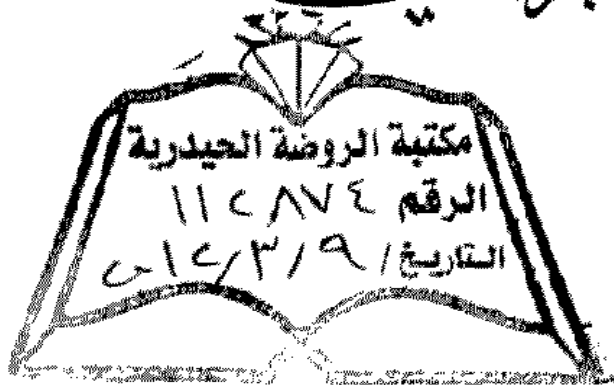 مكتبة الروضة الحيدرية
الرقم ١١٢٨٧٤
التاريخ / ٩ / ٣ / ١٢